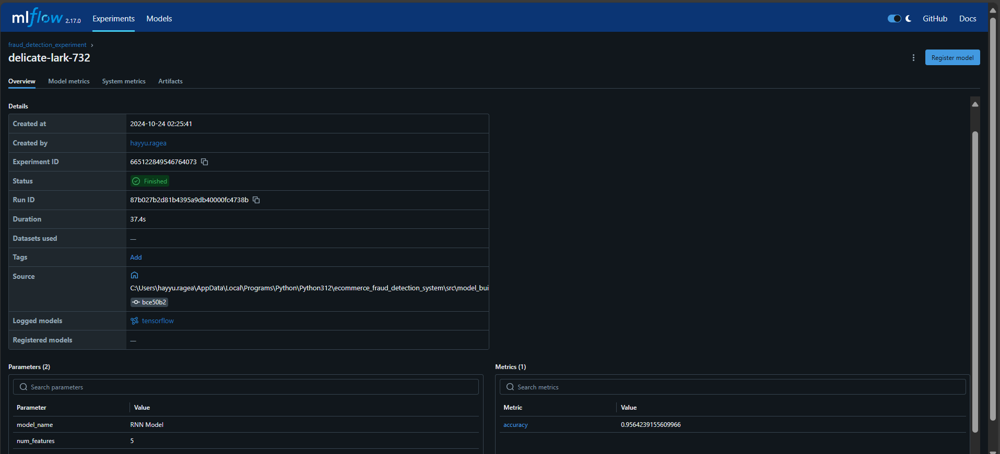 mlflow 2.17.0 Experiments Models GitHub Docs
fraud_detection_experiment ›
delicate-lark-732
Register model
Overview Model metrics System metrics Artifacts
Details
Created at 2024-10-24 02:25:41
Created by hayyu.ragea
Experiment ID 665122849546764073
Status Finished
Run ID 87b027b2d81b4395a9db40000fc4738b
Duration 37.4s
Datasets used —
Tags Add
Source
C:\Users\hayyu.ragea\AppData\Local\Programs\Python\Python312\ecommerce_fraud_detection_system\src\model_bui
bce50b2
Logged models tensorflow
Registered models —
Parameters (2)
Search parameters
Parameter Value
model_name RNN Model
num_features 5
Metrics (1)
Search metrics
Metric Value
accuracy 0.9564239155609966